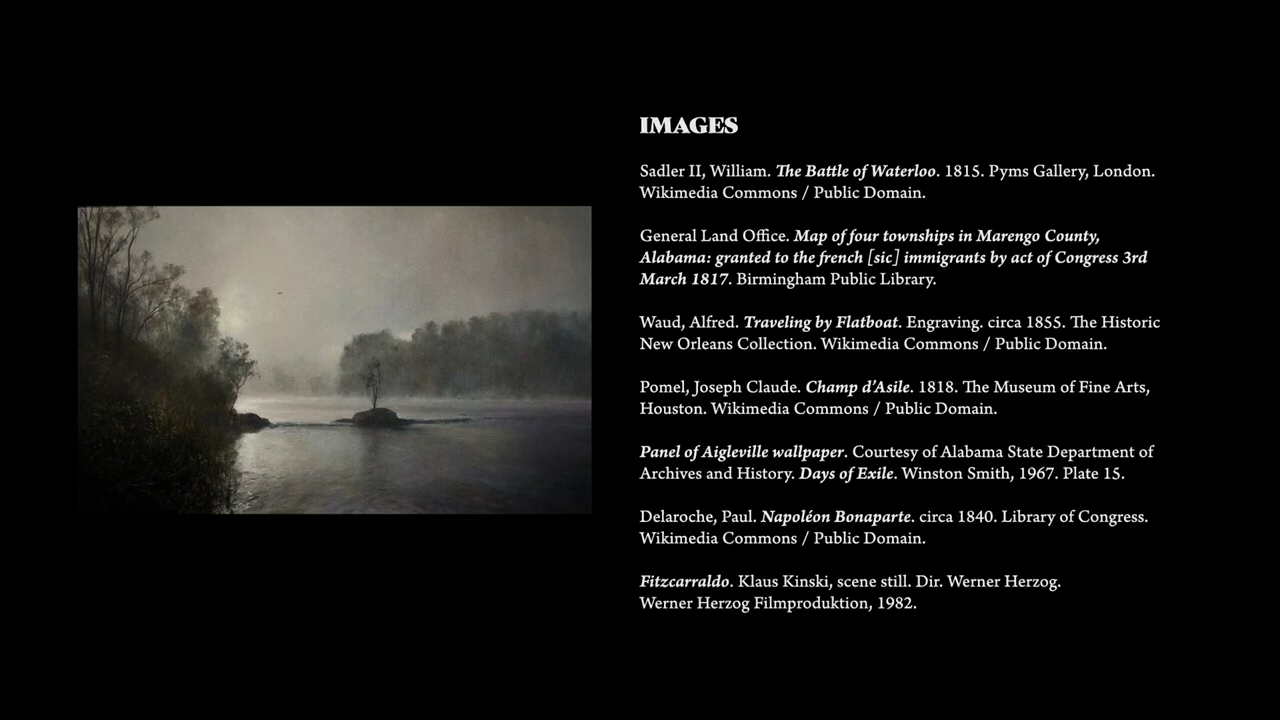 IMAGES
Sadler II, William. The Battle of Waterloo. 1815. Pyms Gallery, London.
Wikimedia Commons / Public Domain.
General Land Office. Map of four townships in Marengo County,
Alabama: granted to the french [sic] immigrants by act of Congress 3rd
March 1817. Birmingham Public Library.
Waud, Alfred. Traveling by Flatboat. Engraving. circa 1855. The Historic
New Orleans Collection. Wikimedia Commons / Public Domain.
Pomel, Joseph Claude. Champ d'Asile. 1818. The Museum of Fine Arts,
Houston. Wikimedia Commons / Public Domain.
Panel of Aigleville wallpaper. Courtesy of Alabama State Department of
Archives and History. Days of Exile. Winston Smith, 1967. Plate 15.
Delaroche, Paul. Napoléon Bonaparte. circa 1840. Library of Congress.
Wikimedia Commons / Public Domain.
Fitzcarraldo. Klaus Kinski, scene still. Dir. Werner Herzog.
Werner Herzog Filmproduktion, 1982.